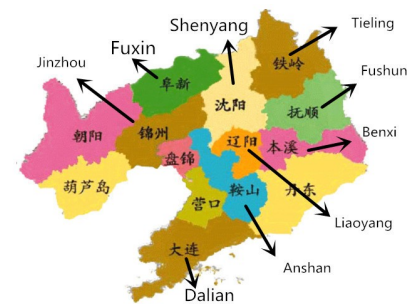 Shenyang
Tieling
Fuxin
Jinzhou
铁岭
Fushun
阜新
沈阳
抚顺
朝阳
锦州
辽阳
本溪
Benxi
盘锦
葫芦岛
鞍山
丹东
营口
Liaoyang
大连
Anshan
Dalian